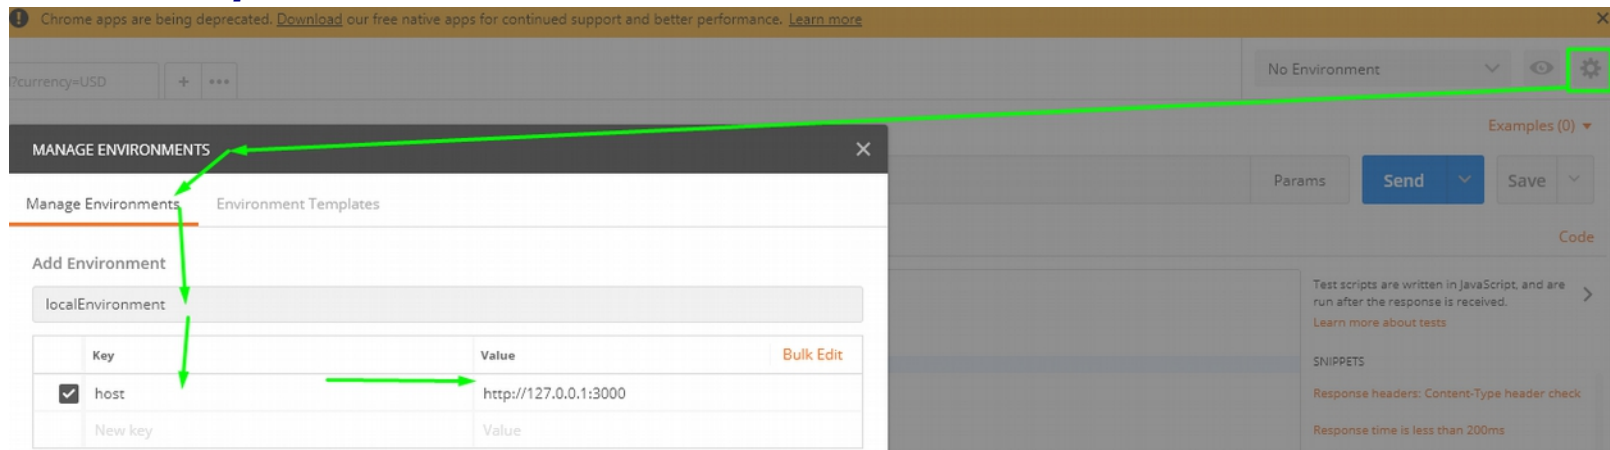 Chrome apps are being deprecated. Download our free native apps for continued support and better performance. Learn more
?currency=USD
No Environment
Examples (0)
MANAGE ENVIRONMENTS
Params Send Save
Manage Environments Environment Templates
Code
Add Environment
localEnvironment
Test scripts are written in JavaScript, and are
run after the response is received.
Learn more about tests
Key Value Bulk Edit
SNIPPETS
host http://127.0.0.1:3000
Response headers: Content-Type header check
New key Value
Response time is less than 200ms